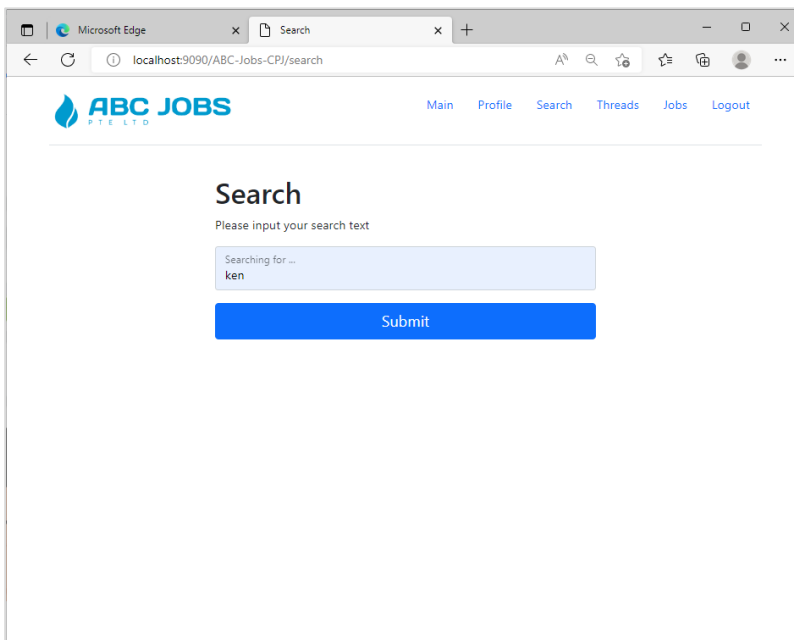 Microsoft Edge
Search
localhost:9090/ABC-Jobs-CPJ/search
ABC JOBS
PTE LTD
Main Profile Search Threads Jobs Logout
Search
Please input your search text
Searching for ...
ken
Submit